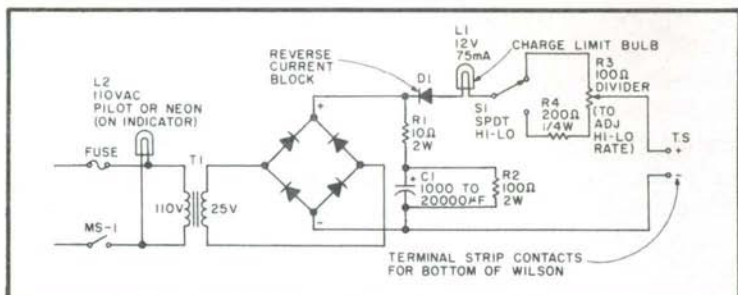 L2
110VAC
PILOT OR NEON
(ON INDICATOR)
FUSE
MS-1
T1
110V
25V
REVERSE
CURRENT
BLOCK
D1
L1
12V
75mA
CHARGE LIMIT BULB
S1
SPDT
HI-LO
R3
100Ω
DIVIDER
(TO
ADJ
HI-LO
RATE)
R4
200Ω
1/4W
T.S
+
-
+
R1
10Ω
2W
+
C1
1000 TO
20000µF
R2
100Ω
2W
-
TERMINAL STRIP CONTACTS
FOR BOTTOM OF WILSON